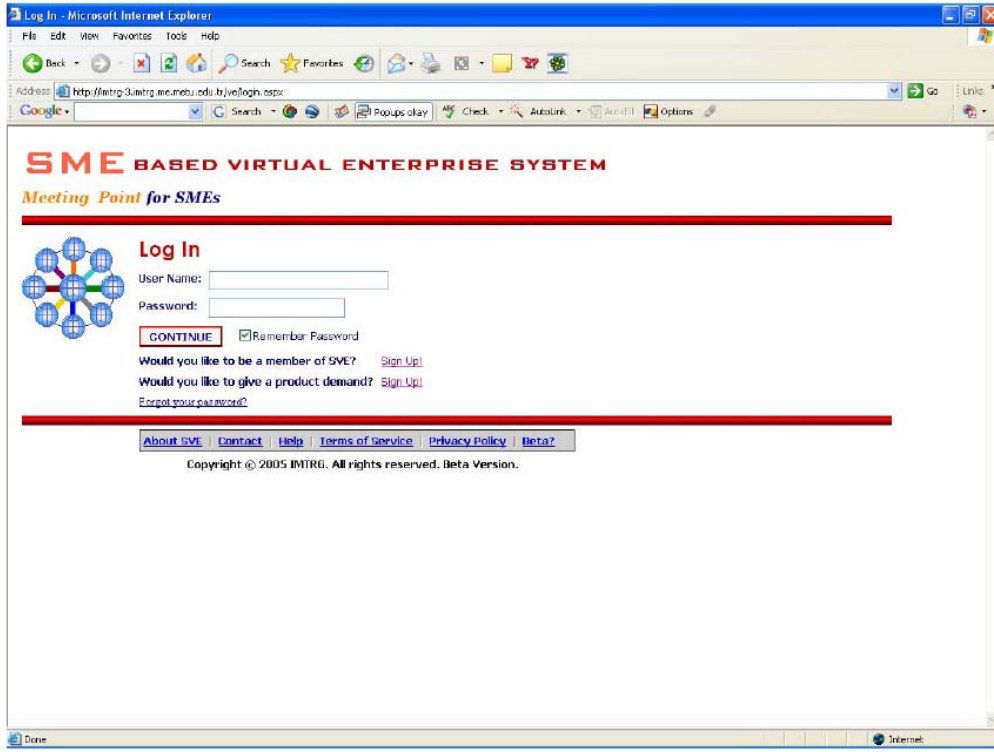 Log In - Microsoft Internet Explorer
File Edit View Favorites Tools Help
Back Search Favorites
Address http://imtrg-3.imtrg.me.metu.edu.tr/ve/login.aspx Go Links
Google Search Popups okay Check AutoLink AutoFill Options
SME BASED VIRTUAL ENTERPRISE SYSTEM
Meeting Point for SMEs
Log In
User Name:
Password:
CONTINUE Remember Password
Would you like to be a member of SVE? Sign Up!
Would you like to give a product demand? Sign Up!
Forgot your password?
About SVE | Contact | Help | Terms of Service | Privacy Policy | Beta?
Copyright © 2005 IMTRG. All rights reserved. Beta Version.
Done Internet